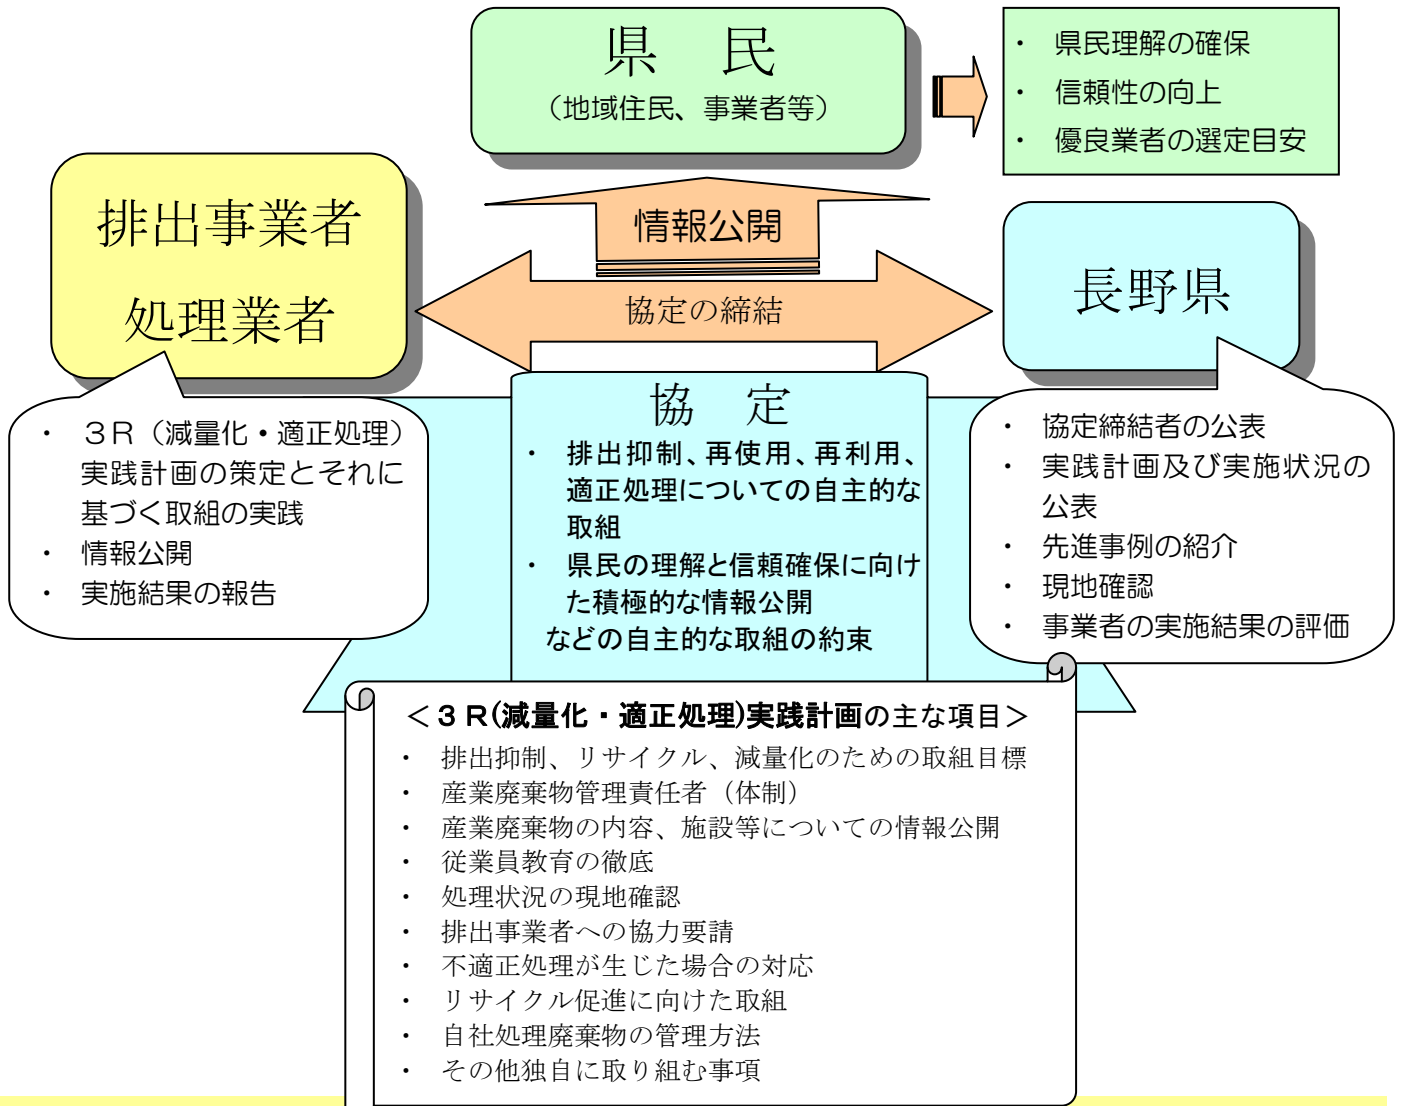 県　民
（地域住民、事業者等）
・ 県民理解の確保
・ 信頼性の向上
・ 優良業者の選定目安
排出事業者
処理業者
情報公開
協定の締結
長野県
・ ３Ｒ（減量化・適正処理）
実践計画の策定とそれに
基づく取組の実践
・ 情報公開
・ 実施結果の報告
協　定
・ 排出抑制、再使用、再利用、
適正処理についての自主的な
取組
・ 県民の理解と信頼確保に向け
た積極的な情報公開
などの自主的な取組の約束
・ 協定締結者の公表
・ 実践計画及び実施状況の
公表
・ 先進事例の紹介
・ 現地確認
・ 事業者の実施結果の評価
＜３Ｒ(減量化・適正処理)実践計画の主な項目＞
・ 排出抑制、リサイクル、減量化のための取組目標
・ 産業廃棄物管理責任者（体制）
・ 産業廃棄物の内容、施設等についての情報公開
・ 従業員教育の徹底
・ 処理状況の現地確認
・ 排出事業者への協力要請
・ 不適正処理が生じた場合の対応
・ リサイクル促進に向けた取組
・ 自社処理廃棄物の管理方法
・ その他独自に取り組む事項